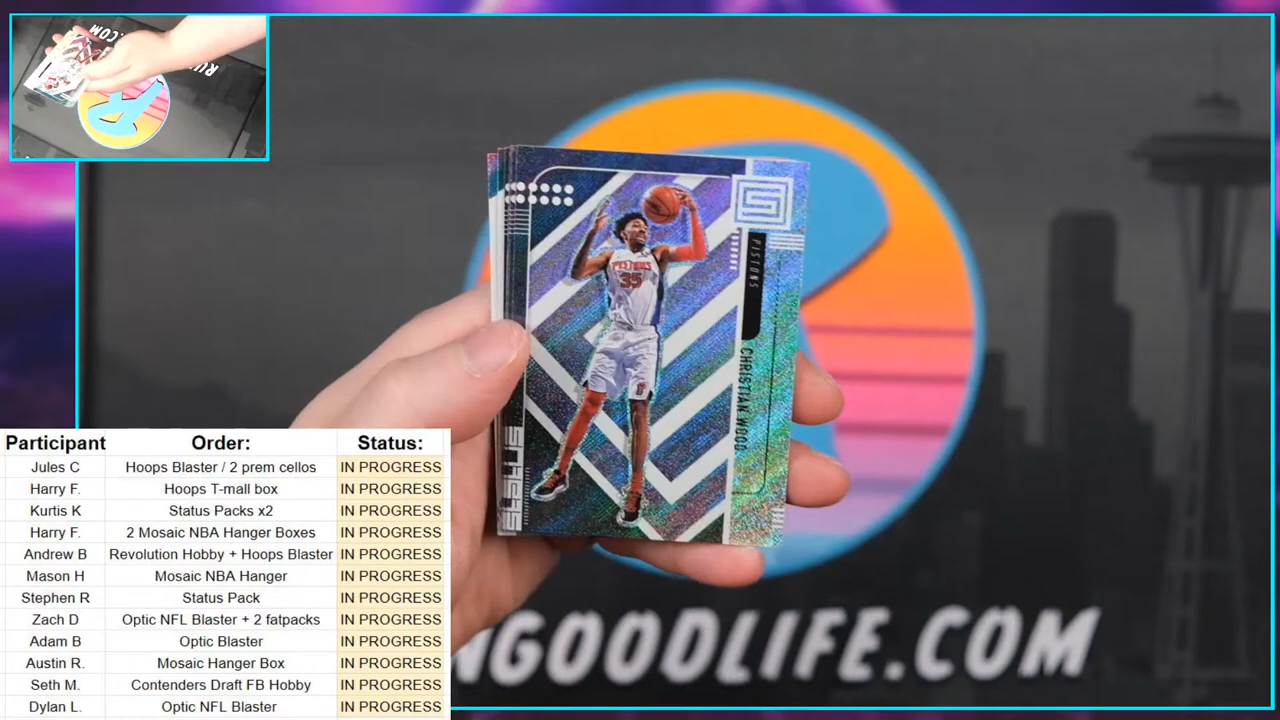 PISTONS
35
PISTONS
CHRISTIAN WOOD
STATUS
NGOODLIFE.COM
Participant Order: Status:
Jules C Hoops Blaster / 2 prem cellos IN PROGRESS
Harry F. Hoops T-mall box IN PROGRESS
Kurtis K Status Packs x2 IN PROGRESS
Harry F. 2 Mosaic NBA Hanger Boxes IN PROGRESS
Andrew B Revolution Hobby + Hoops Blaster IN PROGRESS
Mason H Mosaic NBA Hanger IN PROGRESS
Stephen R Status Pack IN PROGRESS
Zach D Optic NFL Blaster + 2 fatpacks IN PROGRESS
Adam B Optic Blaster IN PROGRESS
Austin R. Mosaic Hanger Box IN PROGRESS
Seth M. Contenders Draft FB Hobby IN PROGRESS
Dylan L. Optic NFL Blaster IN PROGRESS